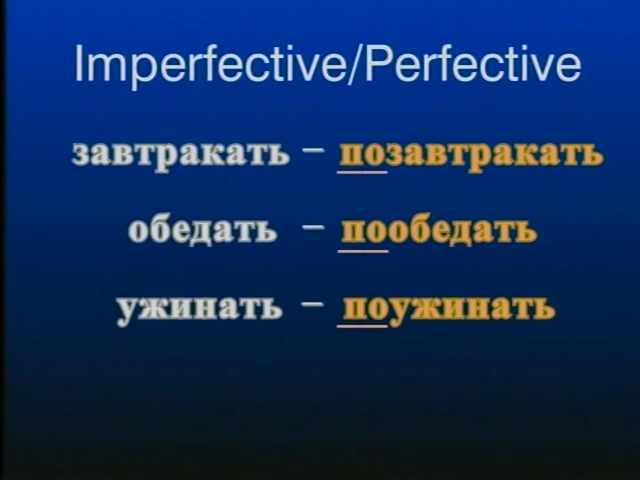 Imperfective/Perfective
завтракать – позавтракать
обедать – пообедать
ужинать – поужинать